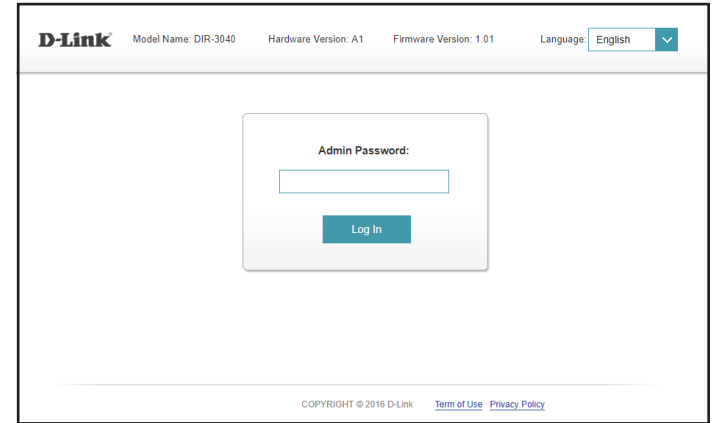 D-Link Model Name: DIR-3040 Hardware Version: A1 Firmware Version: 1.01 Language: English
Admin Password:
Log In
COPYRIGHT © 2016 D-Link Term of Use Privacy Policy